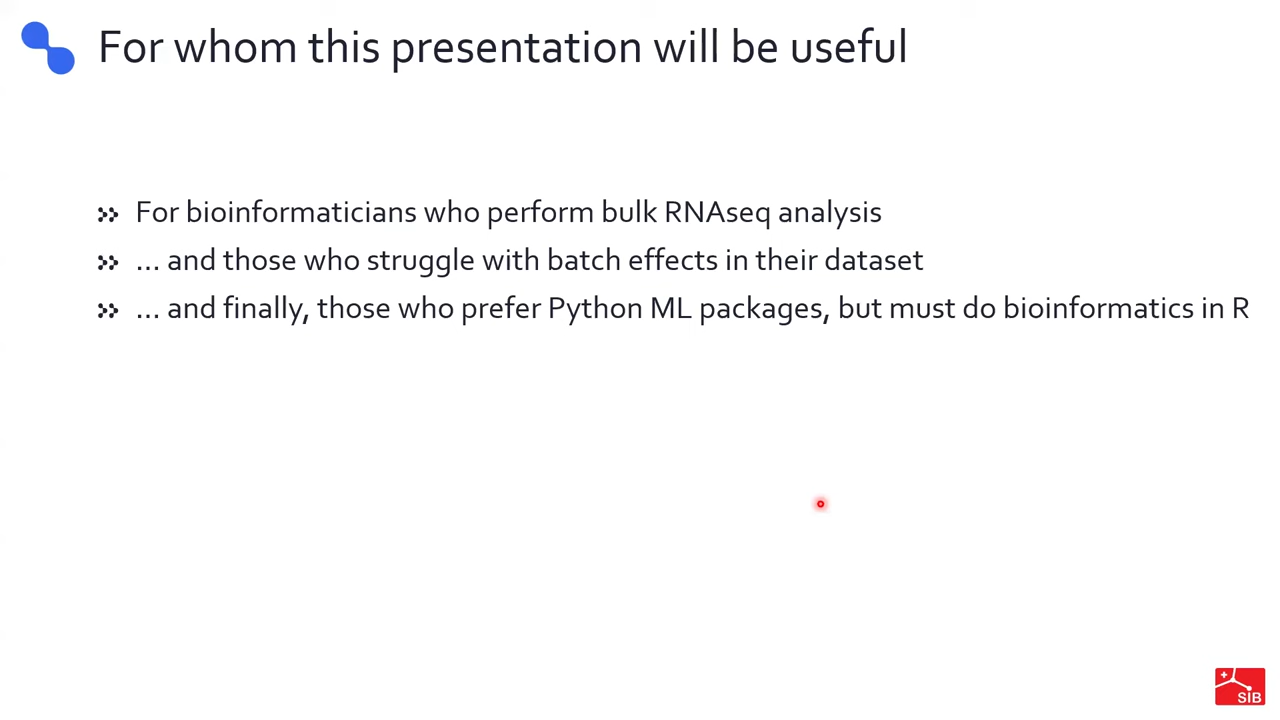 For whom this presentation will be useful
For bioinformaticians who perform bulk RNAseq analysis
... and those who struggle with batch effects in their dataset
... and finally, those who prefer Python ML packages, but must do bioinformatics in R
SIB